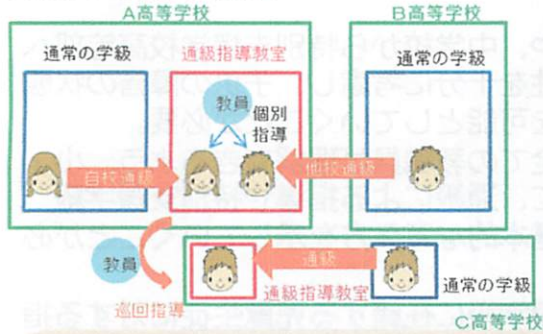 A高等学校
B高等学校
通常の学級
通級指導教室
通常の学級
教員
個別
指導
自校通級
他校通級
教員
通級
巡回指導
通級指導教室
通常の学級
C高等学校